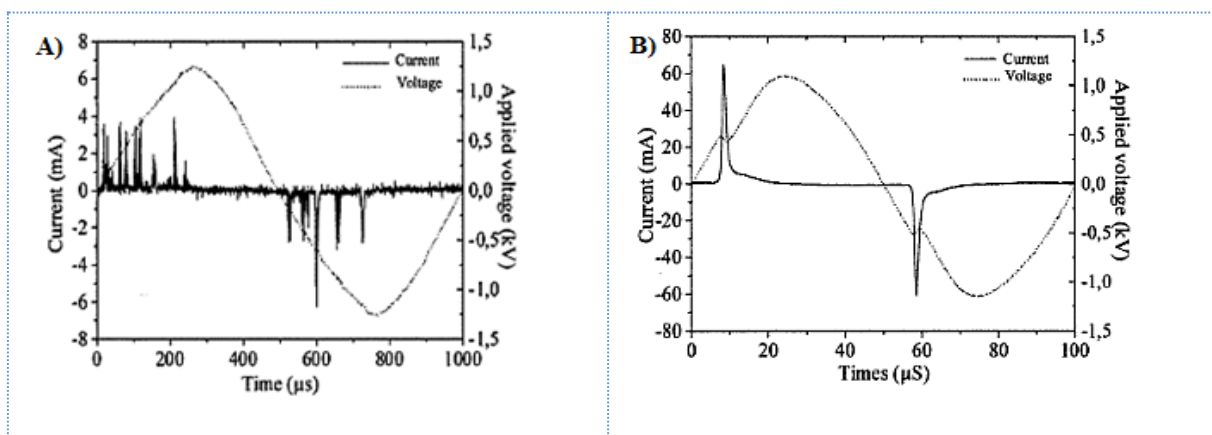 A)
Current
Voltage
8
6
4
2
0
-2
-4
-6
-8
Current (mA)
1,5
1,0
0,5
0,0
-0,5
-1,0
-1,5
Applied voltage (kV)
0 200 400 600 800 1000
Time (µs)
B)
Current
Voltage
80
60
40
20
0
-20
-40
-60
-80
Current (mA)
1,5
1,0
0,5
0,0
-0,5
-1,0
-1,5
Applied voltage (kV)
0 20 40 60 80 100
Times (µS)